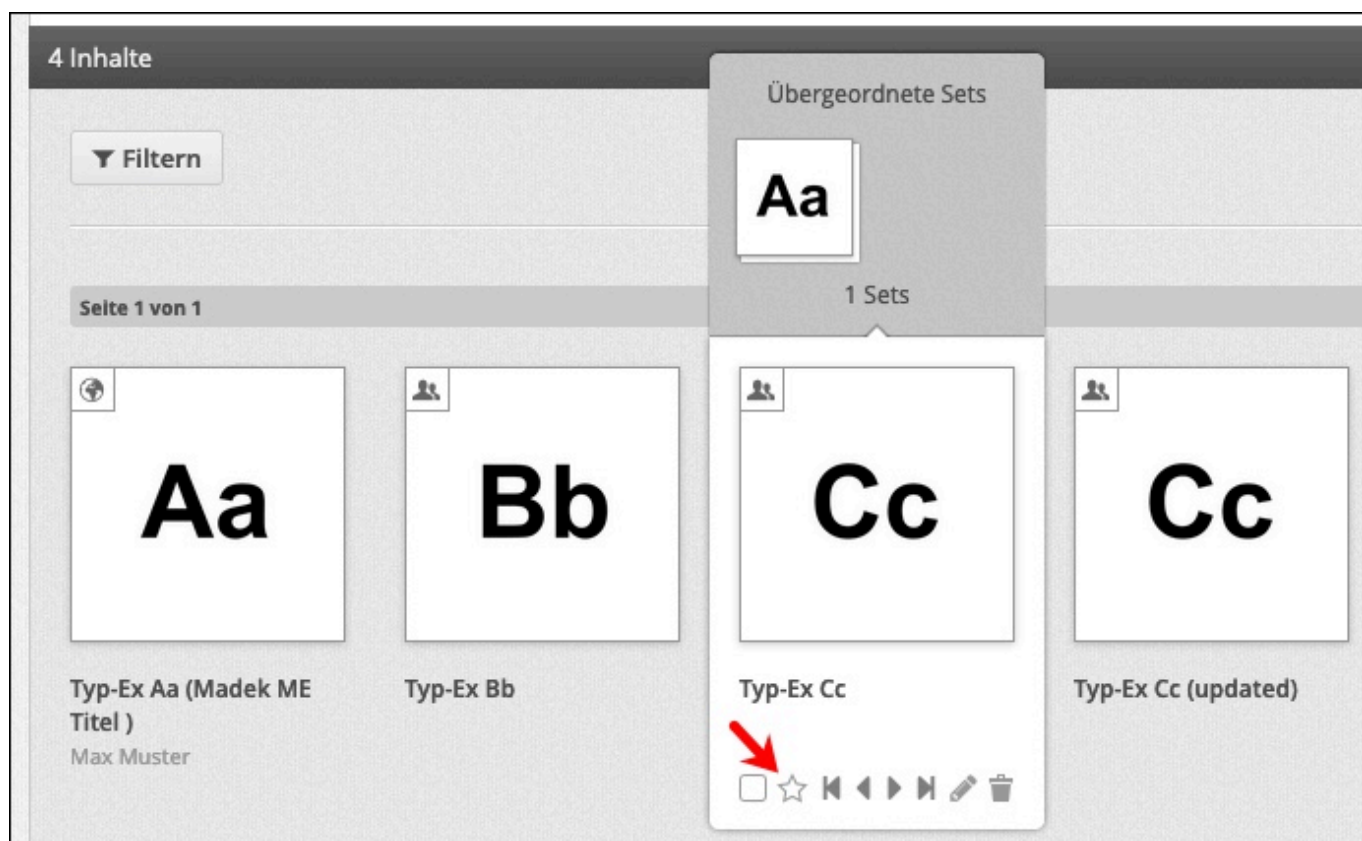 4 Inhalte
Übergeordnete Sets
Filtern
Aa
1 Sets
Seite 1 von 1
Aa
Bb
Cc
Cc
Typ-Ex Aa (Madek ME
Titel )
Max Muster
Typ-Ex Bb
Typ-Ex Cc
Typ-Ex Cc (updated)